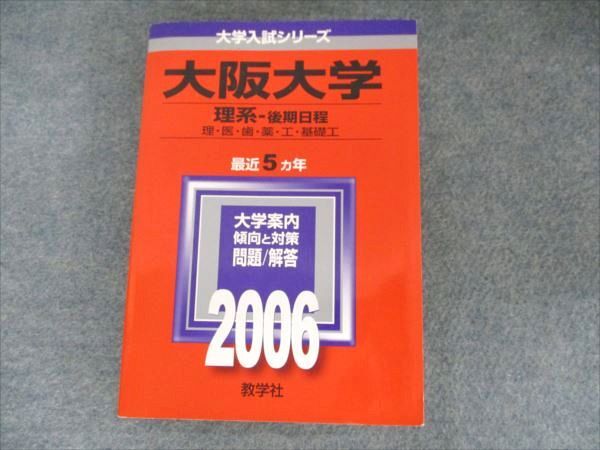 大学入試シリーズ
大阪大学
理系-後期日程
理・医・歯・薬・工・基礎工
最近5ヵ年
大学案内
傾向と対策
問題/解答
2006
教学社